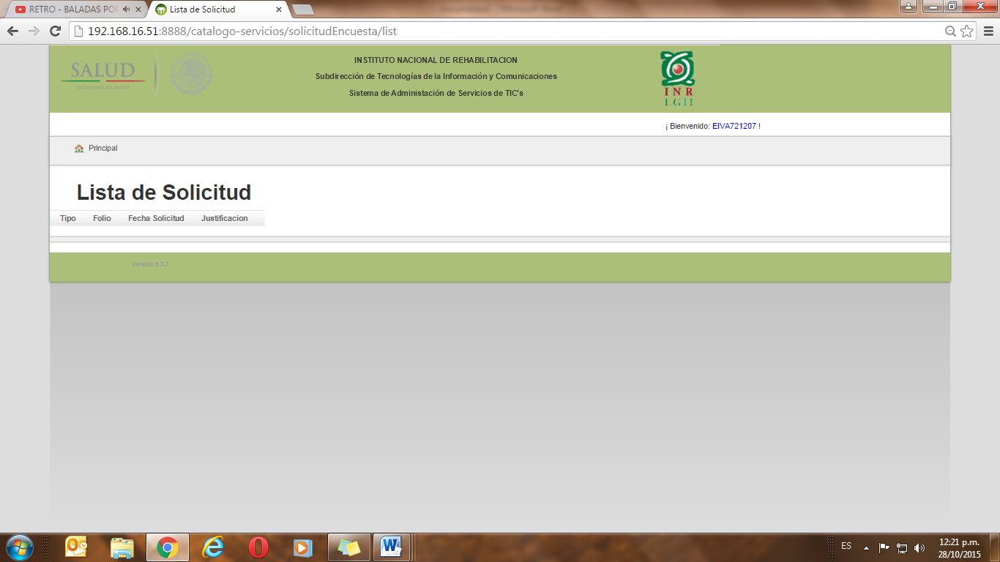 RETRO - BALADAS POP
Lista de Solicitud
192.168.16.51:8888/catalogo-servicios/solicitudEncuesta/list
SALUD
SECRETARÍA DE SALUD
INSTITUTO NACIONAL DE REHABILITACION
Subdirección de Tecnologías de la Información y Comunicaciones
Sistema de Administación de Servicios de TIC's
INR
LGII
¡ Bienvenido: EIVA721207 !
Principal
Lista de Solicitud
Tipo Folio Fecha Solicitud Justificacion
Versión 0.3.7
ES
12:21 p.m.
28/10/2015